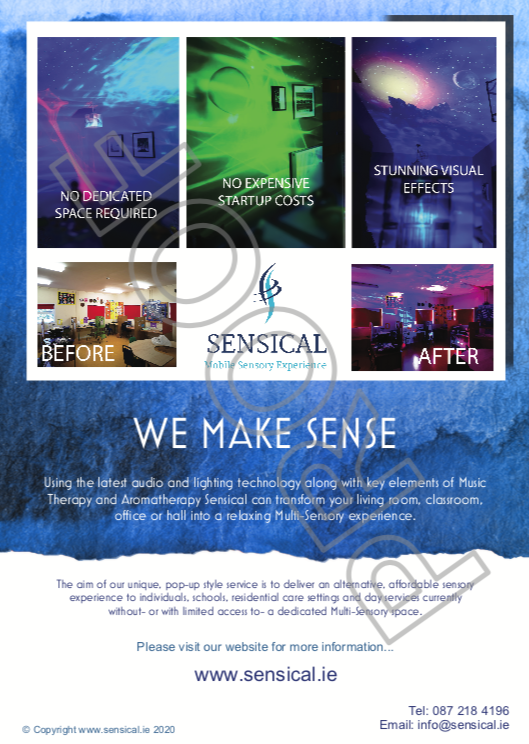 NO DEDICATED
SPACE REQUIRED
NO EXPENSIVE
STARTUP COSTS
STUNNING VISUAL
EFFECTS
BEFORE
SENSICAL
Mobile Sensory Experience
AFTER
WE MAKE SENSE
Using the latest audio and lighting technology along with key elements of Music
Therapy and Aromatherapy Sensical can transform your living room, classroom,
office or hall into a relaxing Multi-Sensory experience.
The aim of our unique, pop-up style service is to deliver an alternative, affordable sensory
experience to individuals, schools, residential care settings and day services currently
without- or with limited access to- a dedicated Multi-Sensory space.
Please visit our website for more information...
www.sensical.ie
Tel: 087 218 4196
Email: info@sensical.ie
© Copyright www.sensical.ie 2020
PROOF